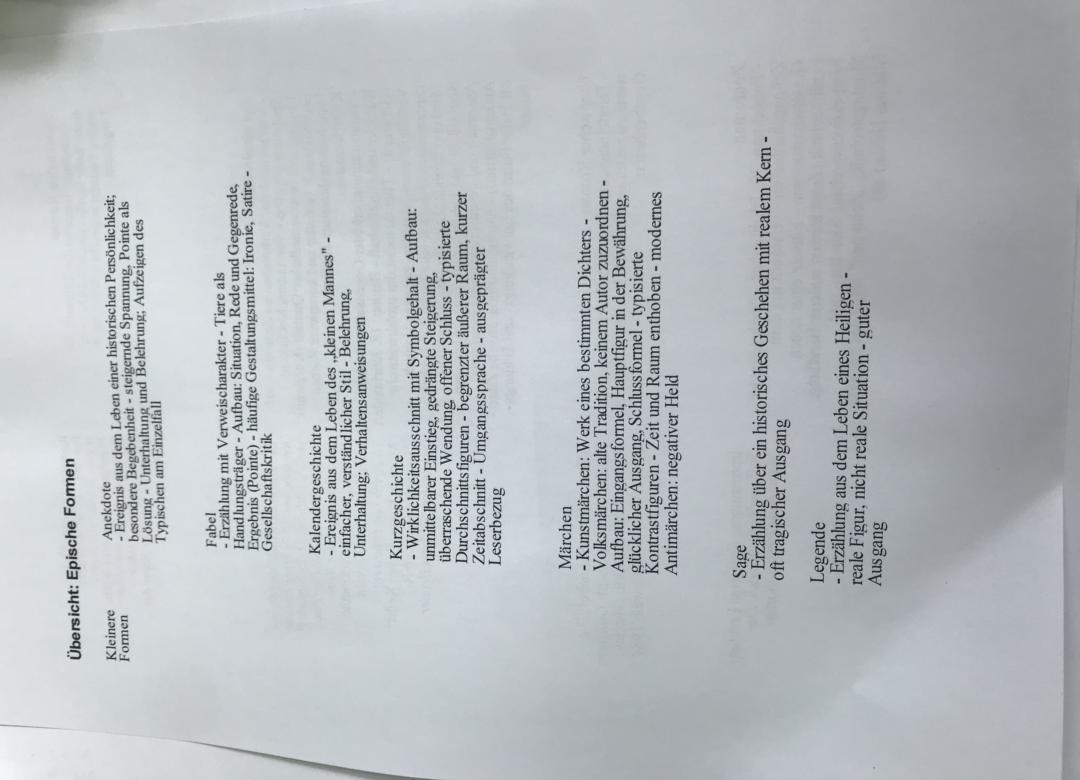 Übersicht: Epische Formen
Kleinere
Formen
Anekdote
- Ereignis aus dem Leben einer historischen Persönlichkeit;
besondere Begebenheit - steigernde Spannung, Pointe als
Lösung - Unterhaltung und Belehrung; Aufzeigen des
Typischen am Einzelfall
Fabel
- Erzählung mit Verweischarakter - Tiere als
Handlungsträger - Aufbau: Situation, Rede und Gegenrede,
Ergebnis (Pointe) - häufige Gestaltungsmittel: Ironie, Satire -
Gesellschaftskritik
Kalendergeschichte
- Ereignis aus dem Leben des „kleinen Mannes" -
einfacher, verständlicher Stil - Belehrung,
Unterhaltung; Verhaltensanweisungen
Kurzgeschichte
- Wirklichkeitsausschnitt mit Symbolgehalt - Aufbau:
unmittelbarer Einstieg, gedrängte Steigerung,
überraschende Wendung, offener Schluss - typisierte
Durchschnittsfiguren - begrenzter äußerer Raum, kurzer
Zeitabschnitt - Umgangssprache - ausgeprägter
Leserbezug
Märchen
- Kunstmärchen: Werk eines bestimmten Dichters -
Volksmärchen: alte Tradition, keinem Autor zuzuordnen -
Aufbau: Eingangsformel, Hauptfigur in der Bewährung,
glücklicher Ausgang, Schlussformel - typisierte
Kontrastfiguren - Zeit und Raum enthoben - modernes
Antimärchen: negativer Held
Sage
- Erzählung über ein historisches Geschehen mit realem Kern -
oft tragischer Ausgang
Legende
- Erzählung aus dem Leben eines Heiligen -
reale Figur, nicht reale Situation - guter
Ausgang